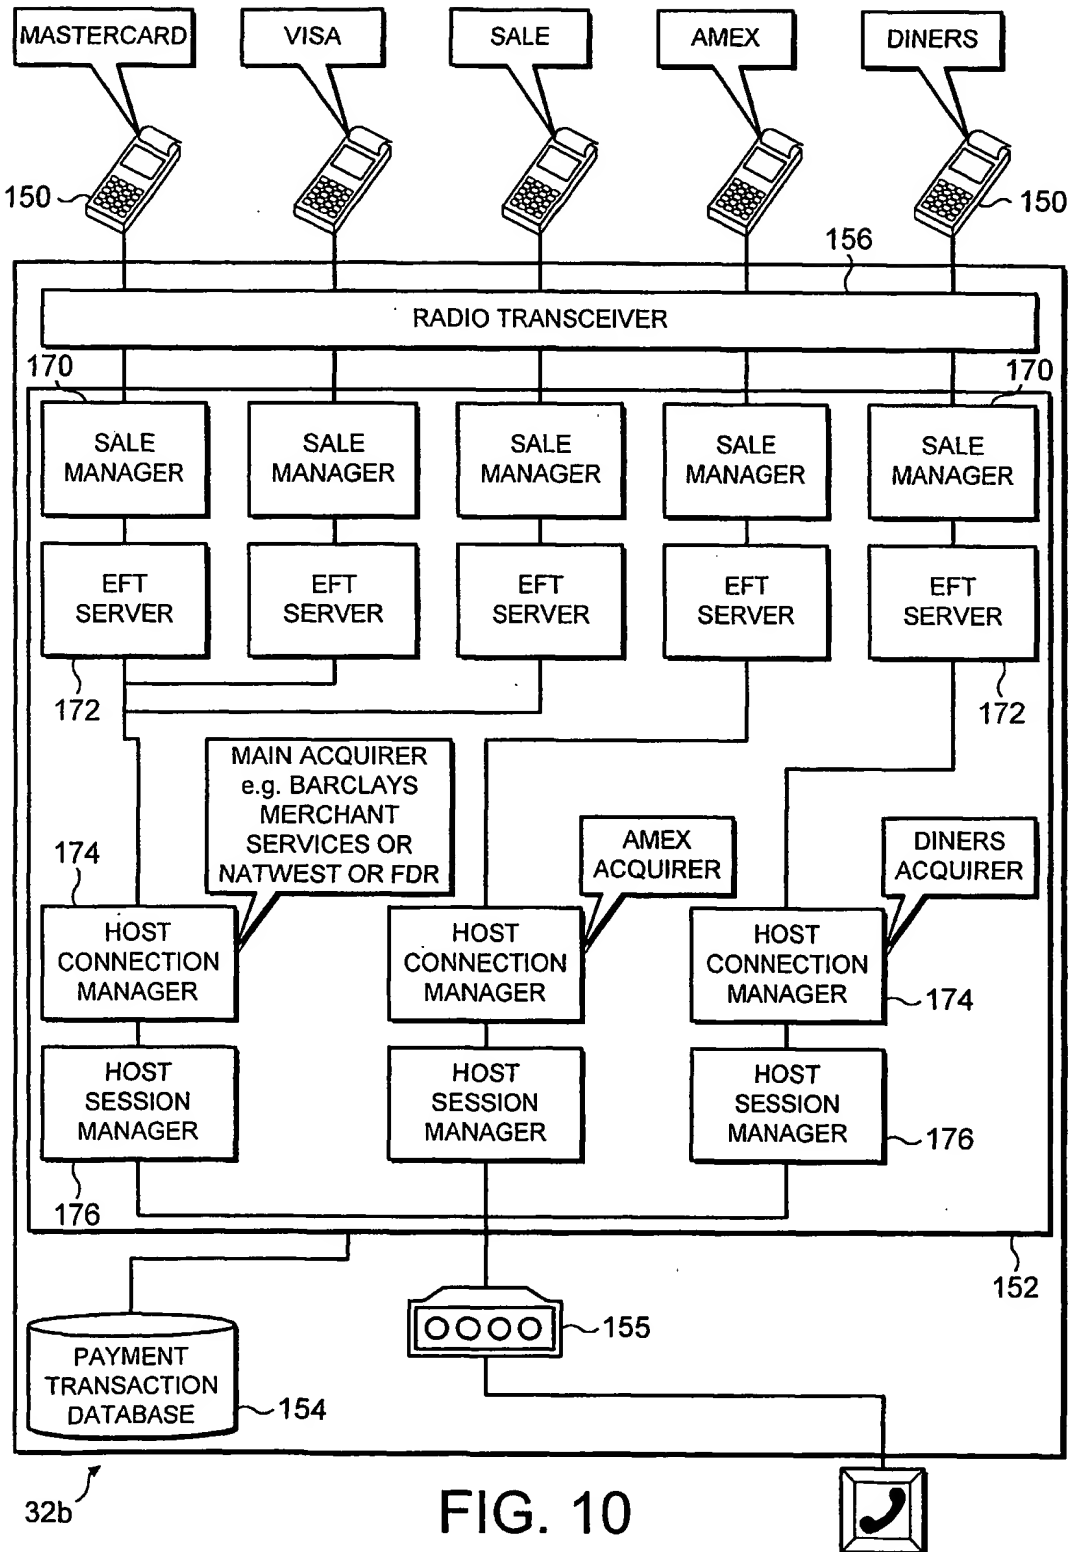 MASTERCARD
VISA
SALE
AMEX
DINERS
150
150
156
RADIO TRANSCEIVER
170
170
SALE
MANAGER
SALE
MANAGER
SALE
MANAGER
SALE
MANAGER
SALE
MANAGER
EFT
SERVER
EFT
SERVER
EFT
SERVER
EFT
SERVER
EFT
SERVER
172
172
MAIN ACQUIRER
e.g. BARCLAYS
MERCHANT
SERVICES OR
NATWEST OR FDR
AMEX
ACQUIRER
DINERS
ACQUIRER
174
HOST
CONNECTION
MANAGER
HOST
CONNECTION
MANAGER
HOST
CONNECTION
MANAGER
174
HOST
SESSION
MANAGER
HOST
SESSION
MANAGER
HOST
SESSION
MANAGER
176
176
152
155
PAYMENT
TRANSACTION
DATABASE
154
32b
FIG. 10